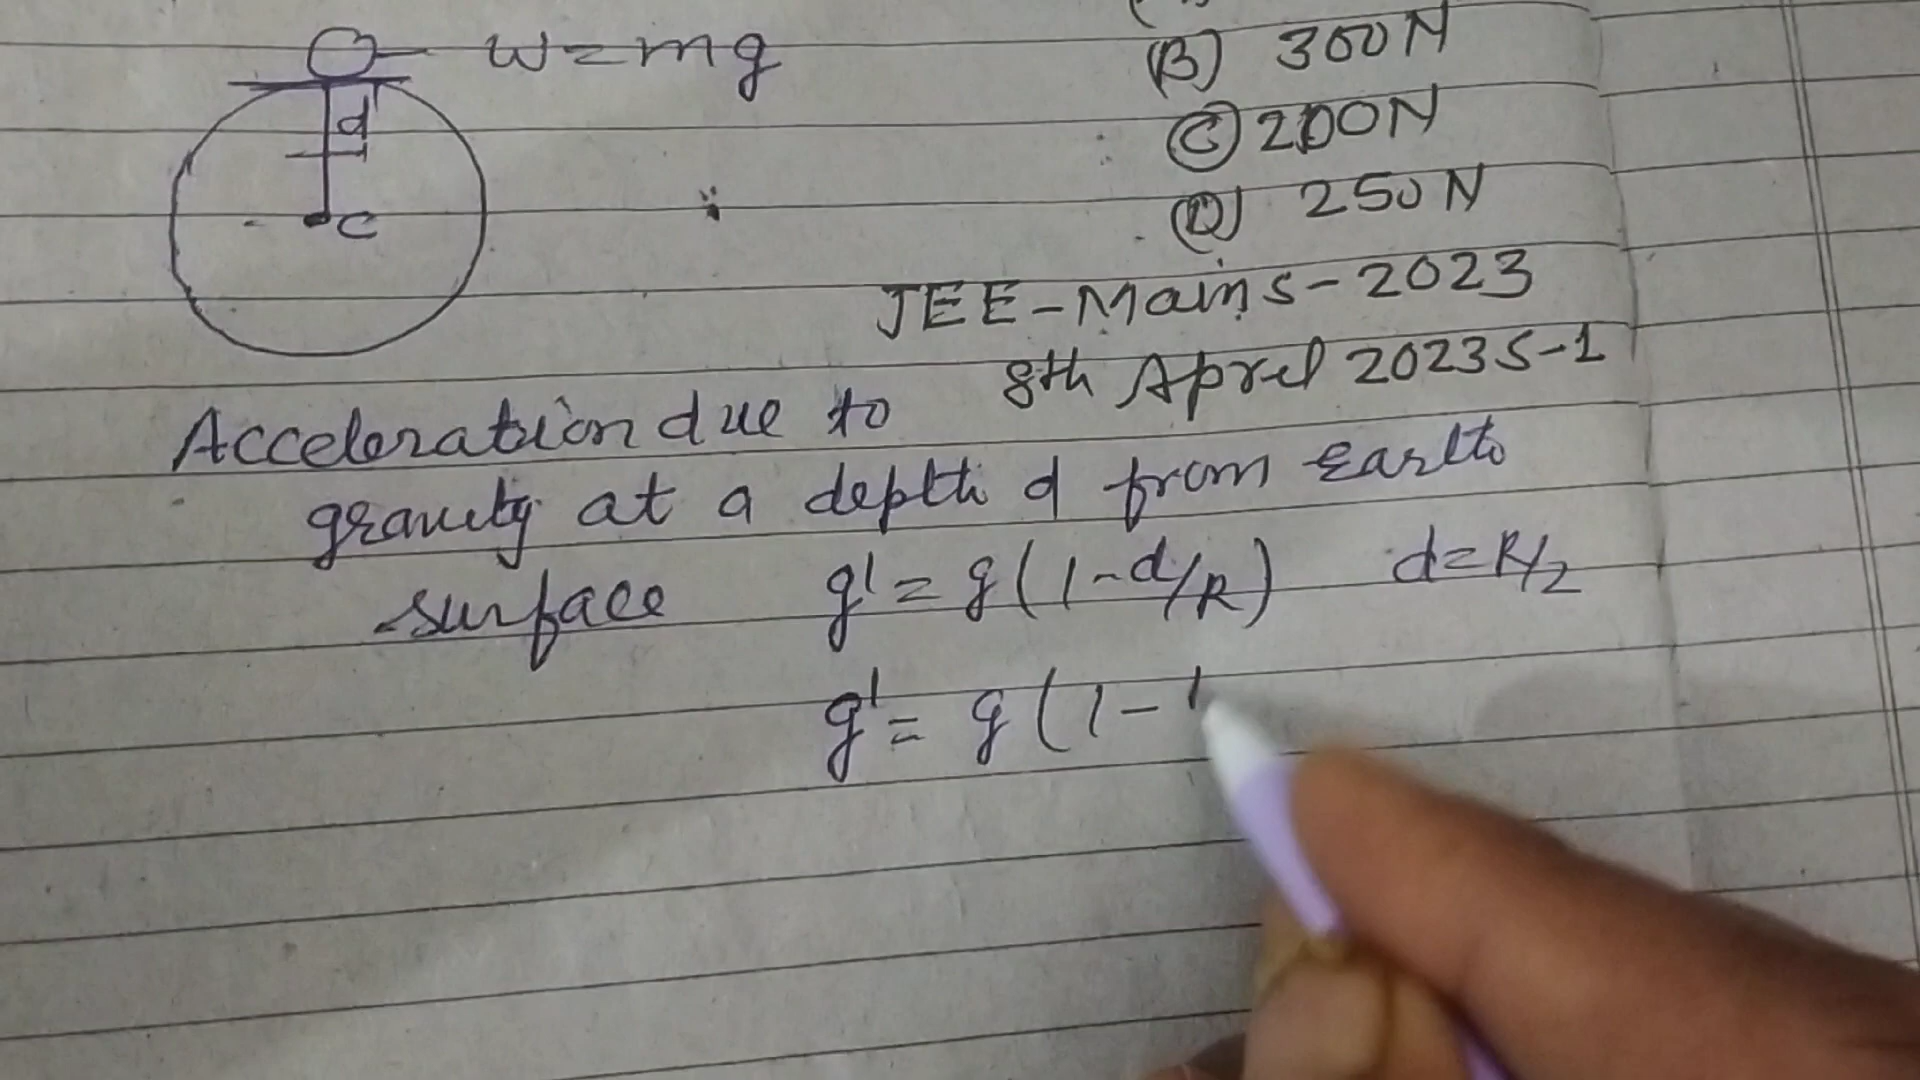 w=mg
(B) 300N
d
(C) 200N
C
(D) 250N
JEE-Mains-2023
8th April 2023 S-1
Acceleration due to
gravity at a depth d from earth
surface g' = g(1-d/R) d=R/2
g' = g(1-1